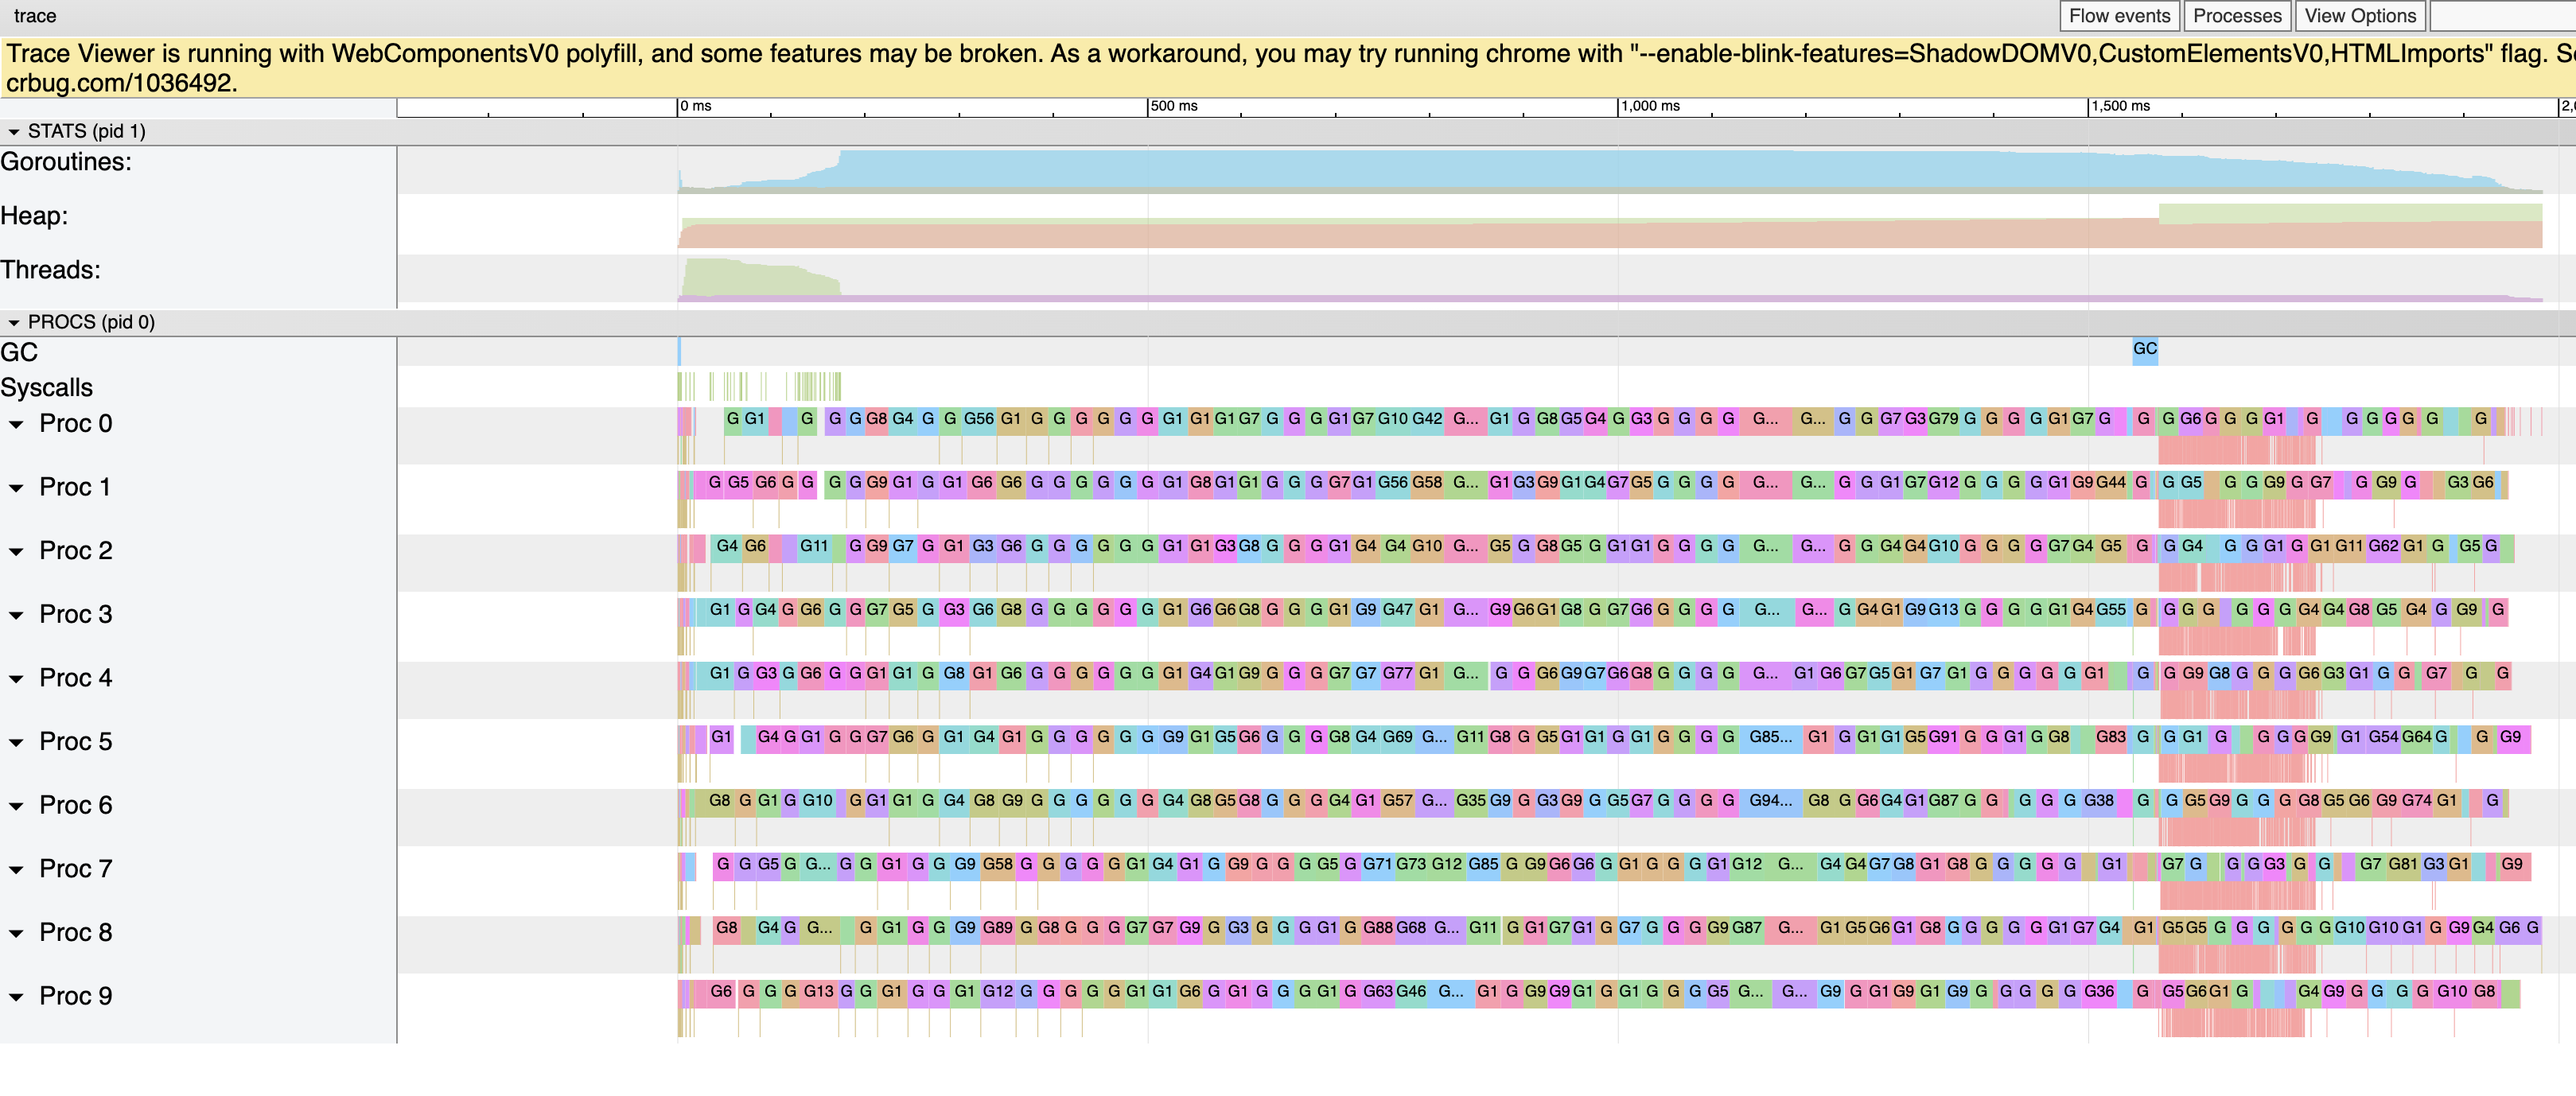 trace
Flow events Processes View Options
Trace Viewer is running with WebComponentsV0 polyfill, and some features may be broken. As a workaround, you may try running chrome with "--enable-blink-features=ShadowDOMV0,CustomElementsV0,HTMLImports" flag.
crbug.com/1036492.
0 ms 500 ms 1,000 ms 1,500 ms
STATS (pid 1)
Goroutines:
Heap:
Threads:
PROCS (pid 0)
GC GC
Syscalls
Proc 0 G G1 G G G G8 G4 G G G56 G1 G G G G G G G1 G1 G1 G7 G G G G1 G7 G10 G42 G... G1 G G8 G5 G4 G G3 G G G G G... G... G G G7 G3 G79 G G G G G1 G7 G G G G6 G G G G1 G G G G G G G
Proc 1 G G5 G6 G G G G G9 G1 G G1 G6 G6 G G G G G G G1 G8 G1 G1 G G G G7 G1 G56 G58 G... G1 G3 G9 G1 G4 G7 G5 G G G G G... G... G G G1 G7 G12 G G G G G1 G9 G44 G G G5 G G G9 G G7 G G9 G G3 G6
Proc 2 G4 G6 G11 G G9 G7 G G1 G3 G6 G G G G G G G1 G1 G3 G8 G G G G1 G4 G4 G10 G... G5 G G8 G5 G G1 G1 G G G G G... G... G G G4 G4 G10 G G G G G7 G4 G5 G G G4 G G G1 G G1 G11 G62 G1 G G5 G
Proc 3 G1 G G4 G G6 G G G7 G5 G G3 G6 G8 G G G G G G G1 G6 G6 G8 G G G G1 G9 G47 G1 G... G9 G6 G1 G8 G G7 G6 G G G G G... G... G G4 G1 G9 G13 G G G G G1 G4 G55 G G G G G G G G4 G4 G8 G5 G4 G G9 G
Proc 4 G1 G G3 G G6 G G G1 G1 G G8 G1 G6 G G G G G G G1 G4 G1 G9 G G G G7 G7 G77 G1 G... G G G6 G9 G7 G6 G8 G G G G G... G1 G6 G7 G5 G1 G7 G1 G G G G G G1 G G G9 G8 G G G G6 G3 G1 G G G7 G G
Proc 5 G1 G4 G G1 G G G7 G6 G G1 G4 G1 G G G G G G G9 G1 G5 G6 G G G G8 G4 G69 G... G11 G8 G G5 G1 G1 G G1 G G G G G85... G1 G G1 G1 G5 G91 G G G1 G G8 G83 G G G1 G G G G G9 G1 G54 G64 G G G9
Proc 6 G8 G G1 G G10 G G1 G1 G G4 G8 G9 G G G G G G G4 G8 G5 G8 G G G G4 G1 G57 G... G35 G9 G G3 G9 G G5 G7 G G G G G94... G8 G G6 G4 G1 G87 G G G G G G38 G G G5 G9 G G G G8 G5 G6 G9 G74 G1 G
Proc 7 G G G5 G G... G G G1 G G G9 G58 G G G G G G1 G4 G1 G G9 G G G G5 G G71 G73 G12 G85 G G9 G6 G6 G G1 G G G G1 G12 G... G4 G4 G7 G8 G1 G8 G G G G G G1 G7 G G G G3 G G G7 G81 G3 G1 G9
Proc 8 G8 G4 G G... G G1 G G G9 G89 G G8 G G G G7 G7 G9 G G3 G G G G1 G G88 G68 G... G11 G G1 G7 G1 G G7 G G G G9 G87 G... G1 G5 G6 G1 G8 G G G G G G1 G7 G4 G1 G5 G5 G G G G G G G10 G10 G1 G G9 G4 G6 G
Proc 9 G6 G G G G13 G G G1 G G G1 G12 G G G G G G1 G1 G6 G G1 G G G G1 G G63 G46 G... G1 G G9 G9 G1 G G1 G G G G5 G... G... G9 G G1 G9 G1 G9 G G G G G G36 G G5 G6 G1 G G4 G9 G G G G G10 G8